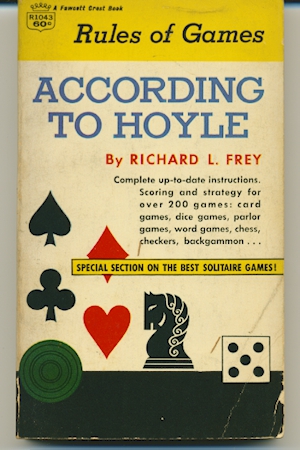 A Fawcett Crest Book
R1043
60¢
Rules of Games
ACCORDING
TO HOYLE
By RICHARD L. FREY
Complete up-to-date instructions.
Scoring and strategy for
over 200 games: card
games, dice games, parlor
games, word games, chess,
checkers, backgammon . . .
SPECIAL SECTION ON THE BEST SOLITAIRE GAMES!